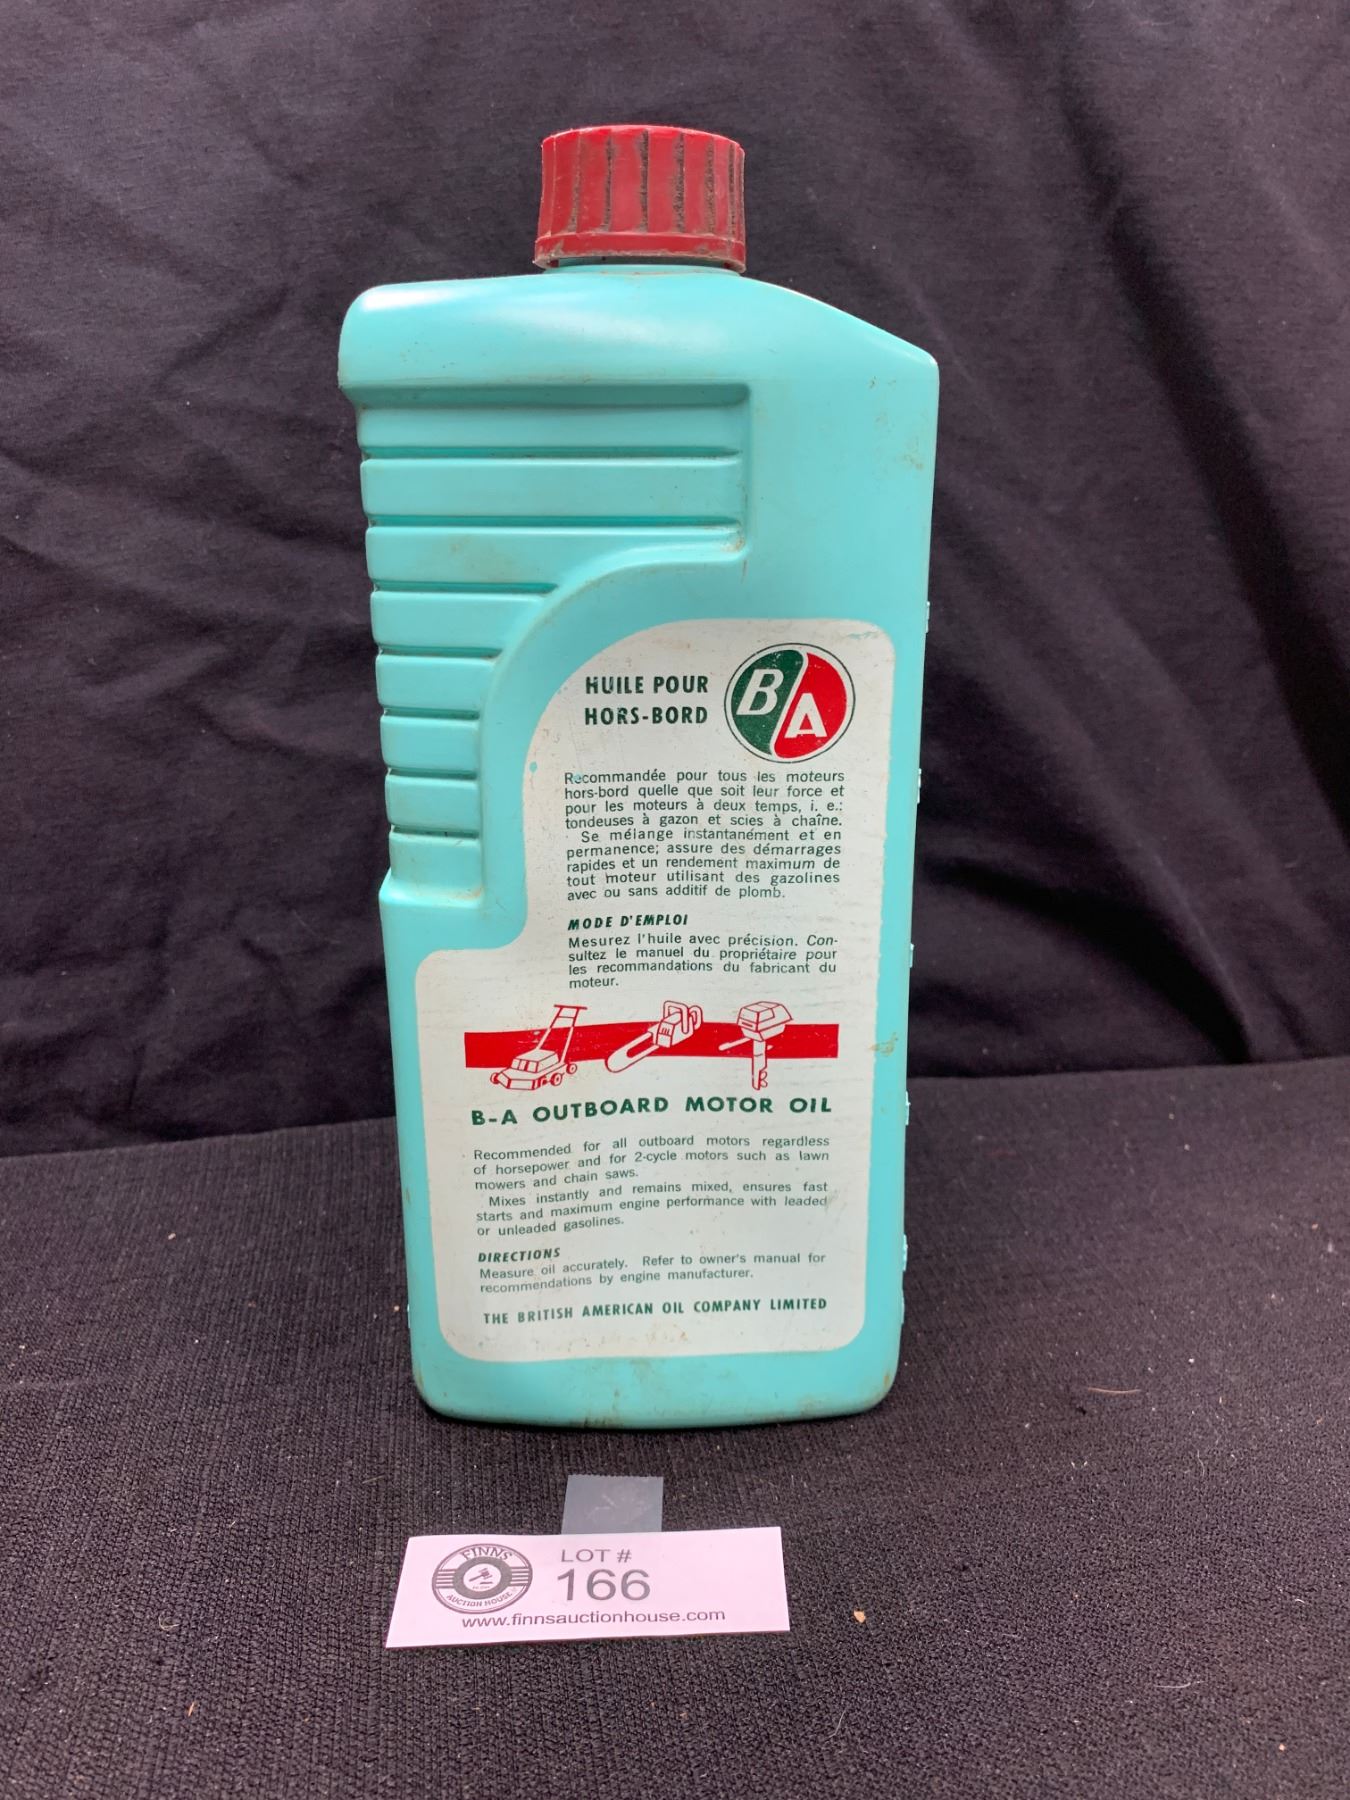 HUILE POUR
HORS-BORD
B A
Recommandée pour tous les moteurs
hors-bord quelle que soit leur force et
pour les moteurs à deux temps, i. e.:
tondeuses à gazon et scies à chaîne.
Se mélange instantanément et en
permanence; assure des démarrages
rapides et un rendement maximum de
tout moteur utilisant des gazolines
avec ou sans additif de plomb.
MODE D'EMPLOI
Mesurez l'huile avec précision. Con-
sultez le manuel du propriétaire pour
les recommandations du fabricant du
moteur.
B-A OUTBOARD MOTOR OIL
Recommended for all outboard motors regardless
of horsepower and for 2-cycle motors such as lawn
mowers and chain saws.
Mixes instantly and remains mixed, ensures fast
starts and maximum engine performance with leaded
or unleaded gasolines.
DIRECTIONS
Measure oil accurately. Refer to owner's manual for
recommendations by engine manufacturer.
THE BRITISH AMERICAN OIL COMPANY LIMITED
FINNS
AUCTION HOUSE
LOT #
166
www.finnsauctionhouse.com